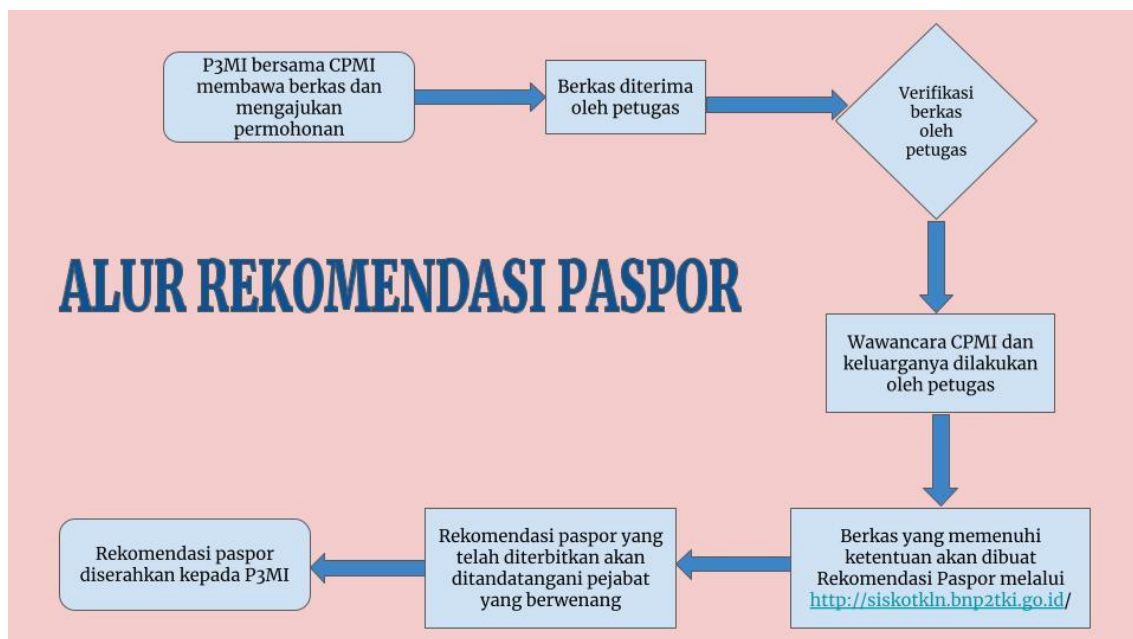 P3MI bersama CPMI
membawa berkas dan
mengajukan
permohonan
Berkas diterima
oleh petugas
Verifikasi
berkas
oleh
petugas
ALUR REKOMENDASI PASPOR
Wawancara CPMI dan
keluarganya dilakukan
oleh petugas
Berkas yang memenuhi
ketentuan akan dibuat
Rekomendasi Paspor melalui
http://siskotkln.bnp2tki.go.id/
Rekomendasi paspor yang
telah diterbitkan akan
ditandatangani pejabat
yang berwenang
Rekomendasi paspor
diserahkan kepada P3MI